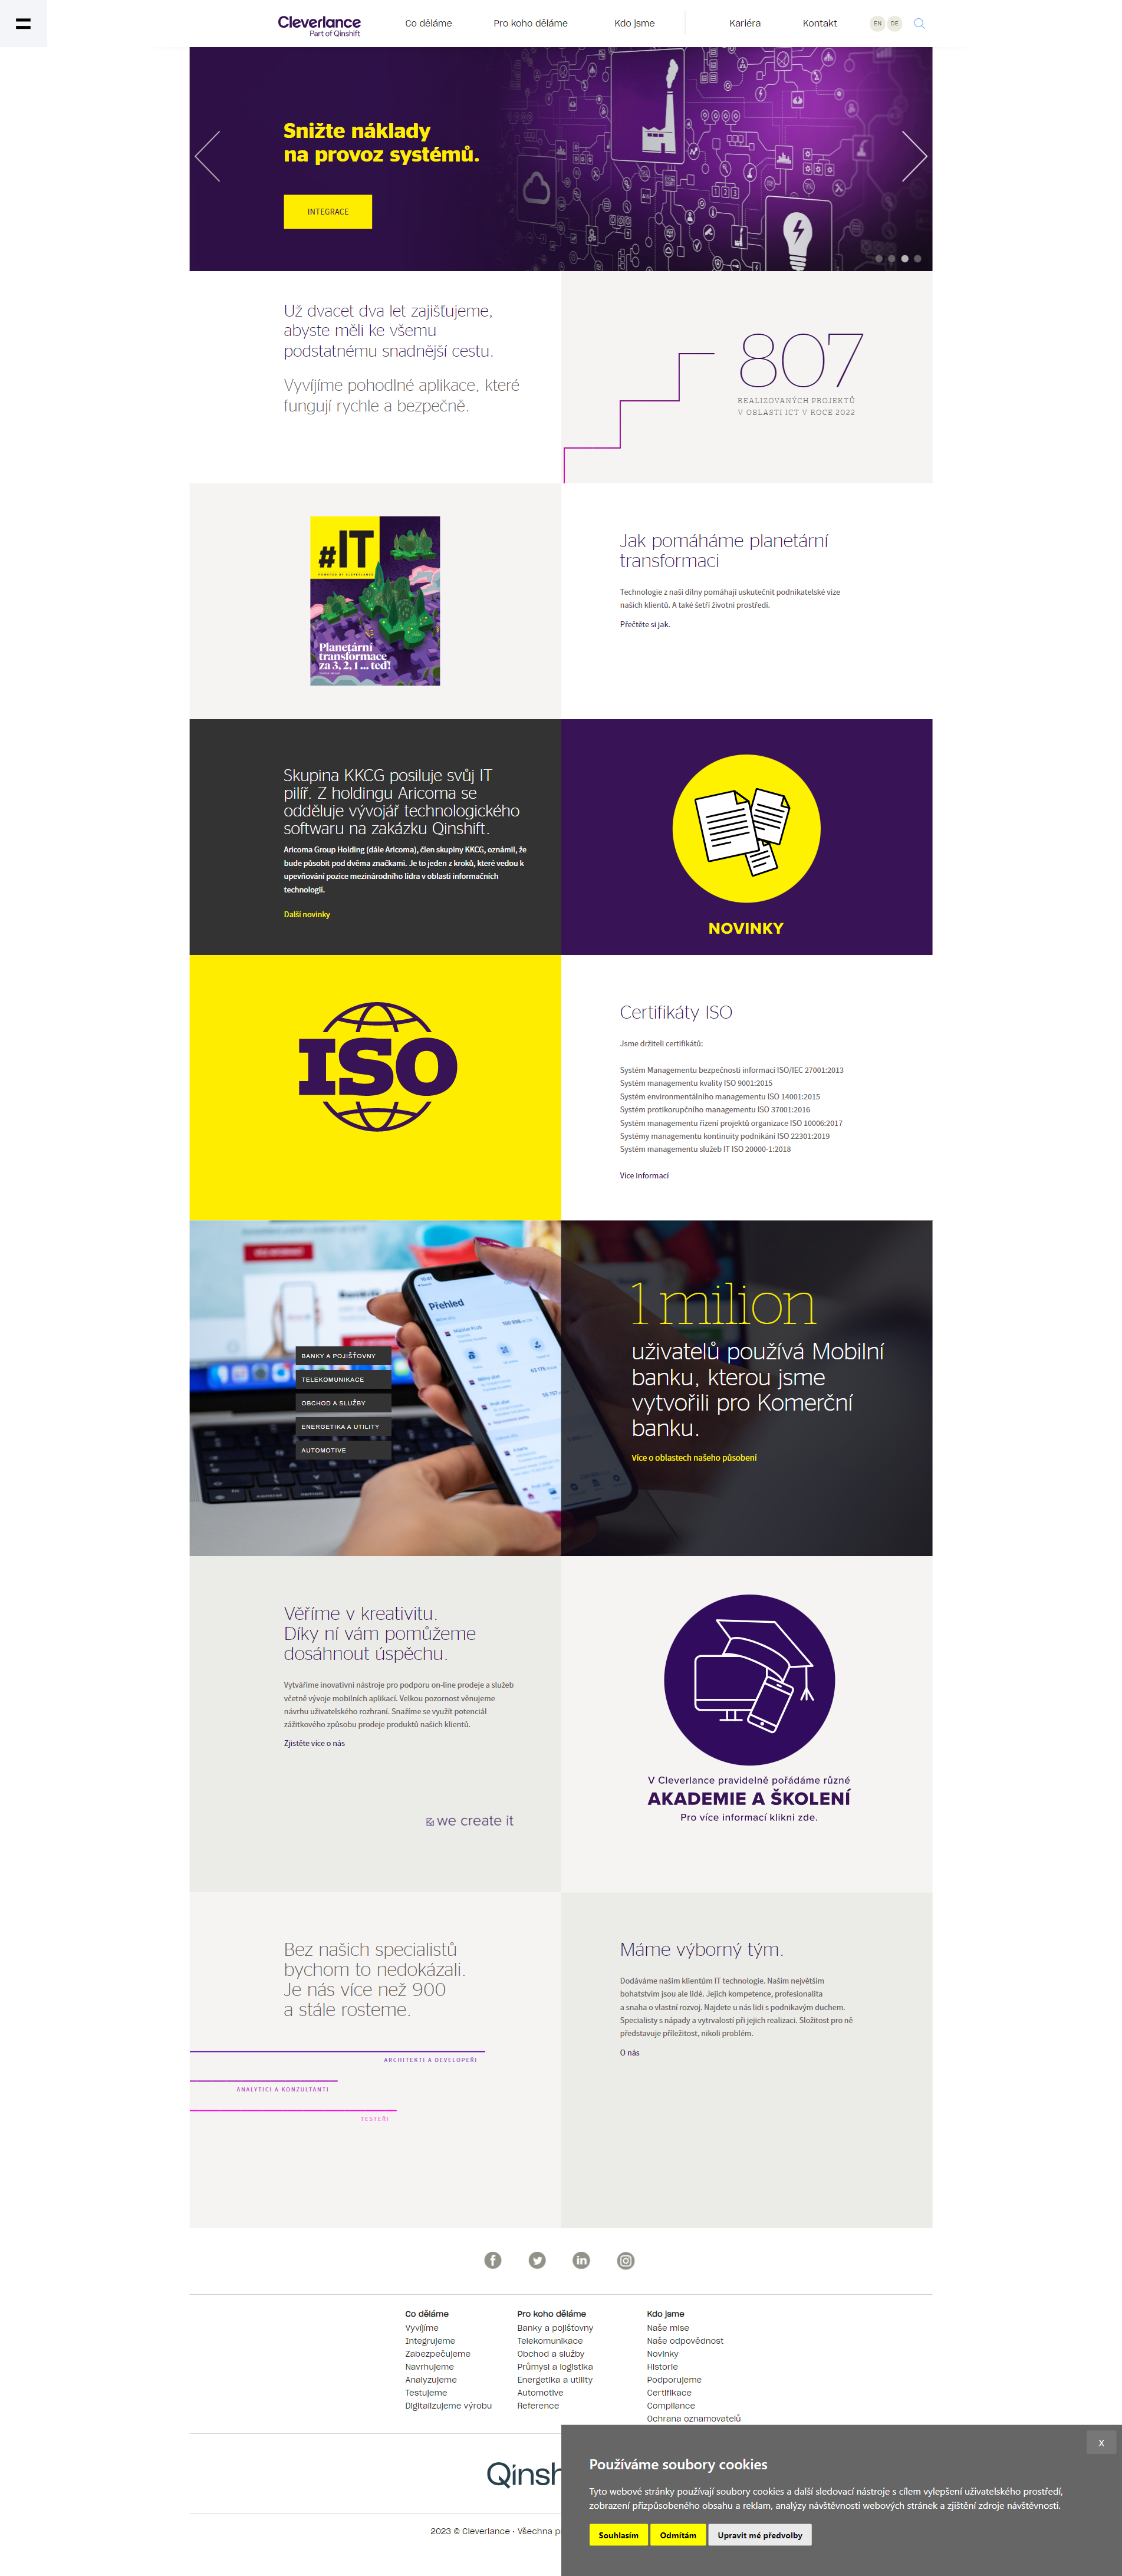 Cleverlance
Part of Qinshift
Co děláme
Pro koho děláme
Kdo jsme
Kariéra
Kontakt
EN
DE
Snižte náklady
na provoz systémů.
INTEGRACE
Už dvacet dva let zajišťujeme,
abyste měli ke všemu
podstatnému snadnější cestu.
Vyvíjíme pohodlné aplikace, které
fungují rychle a bezpečně.
807
REALIZOVANÝCH PROJEKTŮ
V OBLASTI ICT V ROCE 2022
#IT
POWERED BY CLEVERLANCE
Planetární
transformace
za 3, 2, 1 ... teď!
Jak pomáháme planetární
transformaci
Technologie z naší dílny pomáhají uskutečnit podnikatelské vize
našich klientů. A také šetří životní prostředí.
Přečtěte si jak.
Skupina KKCG posiluje svůj IT
pilíř. Z holdingu Aricoma se
odděluje vývojář technologického
softwaru na zakázku Qinshift.
Aricoma Group Holding (dále Aricoma), člen skupiny KKCG, oznámil, že
bude působit pod dvěma značkami. Je to jeden z kroků, které vedou k
upevňování pozice mezinárodního lídra v oblasti informačních
technologií.
Další novinky
NOVINKY
ISO
Certifikáty ISO
Jsme držiteli certifikátů:
Systém Managementu bezpečnosti informací ISO/IEC 27001:2013
Systém managementu kvality ISO 9001:2015
Systém environmentálního managementu ISO 14001:2015
Systém protikorupčního managementu ISO 37001:2016
Systém managementu řízení projektů organizace ISO 10006:2017
Systémy managementu kontinuity podnikání ISO 22301:2019
Systém managementu služeb IT ISO 20000-1:2018
Více informací
Přehled
BANKY A POJIŠŤOVNY
TELEKOMUNIKACE
OBCHOD A SLUŽBY
ENERGETIKA A UTILITY
AUTOMOTIVE
1 milion
uživatelů používá Mobilní
banku, kterou jsme
vytvořili pro Komerční
banku.
Více o oblastech našeho působení
Věříme v kreativitu.
Díky ní vám pomůžeme
dosáhnout úspěchu.
Vytváříme inovativní nástroje pro podporu on-line prodeje a služeb
včetně vývoje mobilních aplikací. Velkou pozornost věnujeme
návrhu uživatelského rozhraní. Snažíme se využít potenciál
zážitkového způsobu prodeje produktů našich klientů.
Zjistěte více o nás
we create it
V Cleverlance pravidelně pořádáme různé
AKADEMIE A ŠKOLENÍ
Pro více informací klikni zde.
Bez našich specialistů
bychom to nedokázali.
Je nás více než 900
a stále rosteme.
ARCHITEKTI A DEVELOPEŘI
ANALYTICI A KONZULTANTI
TESTEŘI
Máme výborný tým.
Dodáváme našim klientům IT technologie. Naším největším
bohatstvím jsou ale lidé. Jejich kompetence, profesionalita
a snaha o vlastní rozvoj. Najdete u nás lidi s podnikavým duchem.
Specialisty s nápady a vytrvalostí při jejich realizaci. Složitost pro ně
představuje příležitost, nikoli problém.
O nás
Co děláme
Vyvíjíme
Integrujeme
Zabezpečujeme
Navrhujeme
Analyzujeme
Testujeme
Digitalizujeme výrobu
Pro koho děláme
Banky a pojišťovny
Telekomunikace
Obchod a služby
Průmysl a logistika
Energetika a utility
Automotive
Reference
Kdo jsme
Naše mise
Naše odpovědnost
Novinky
Historie
Podporujeme
Certifikace
Compliance
Ochrana oznamovatelů
Qinsh
2023 © Cleverlance • Všechna p
X
Používáme soubory cookies
Tyto webové stránky používají soubory cookies a další sledovací nástroje s cílem vylepšení uživatelského prostředí,
zobrazení přizpůsobeného obsahu a reklam, analýzy návštěvnosti webových stránek a zjištění zdroje návštěvnosti.
Souhlasím
Odmítám
Upravit mé předvolby